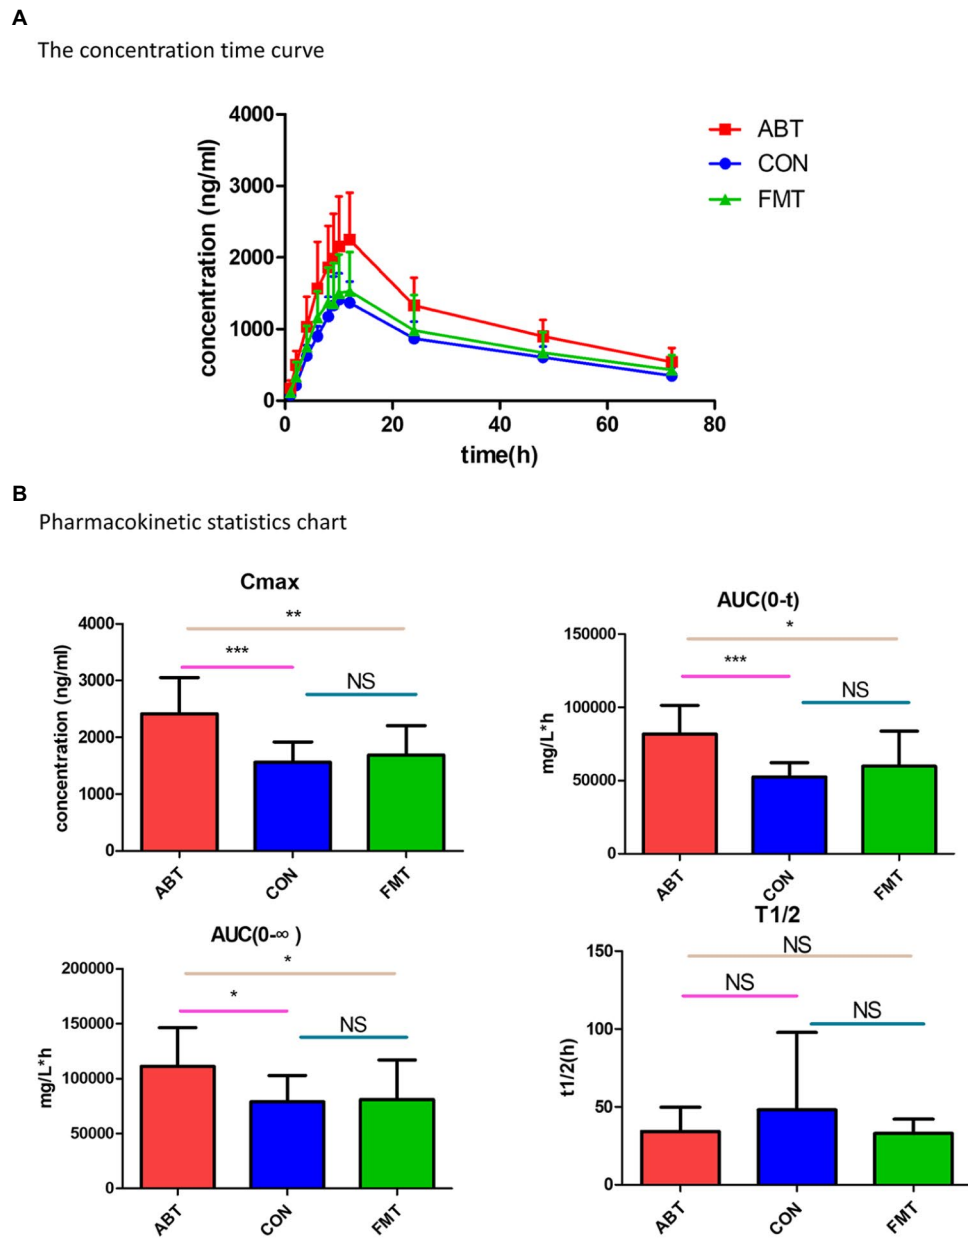 A
The concentration time curve
4000
3000
2000
1000
0
concentration (ng/ml)
0 20 40 60 80
time(h)
ABT
CON
FMT
B
Pharmacokinetic statistics chart
Cmax
**
***
NS
4000
3000
2000
1000
0
concentration (ng/ml)
ABT CON FMT
AUC(0-t)
*
***
NS
150000
100000
50000
0
mg/L*h
ABT CON FMT
AUC(0-∞ )
*
*
NS
200000
150000
100000
50000
0
mg/L*h
ABT CON FMT
T1/2
NS
NS
NS
150
100
50
0
t1/2(h)
ABT CON FMT